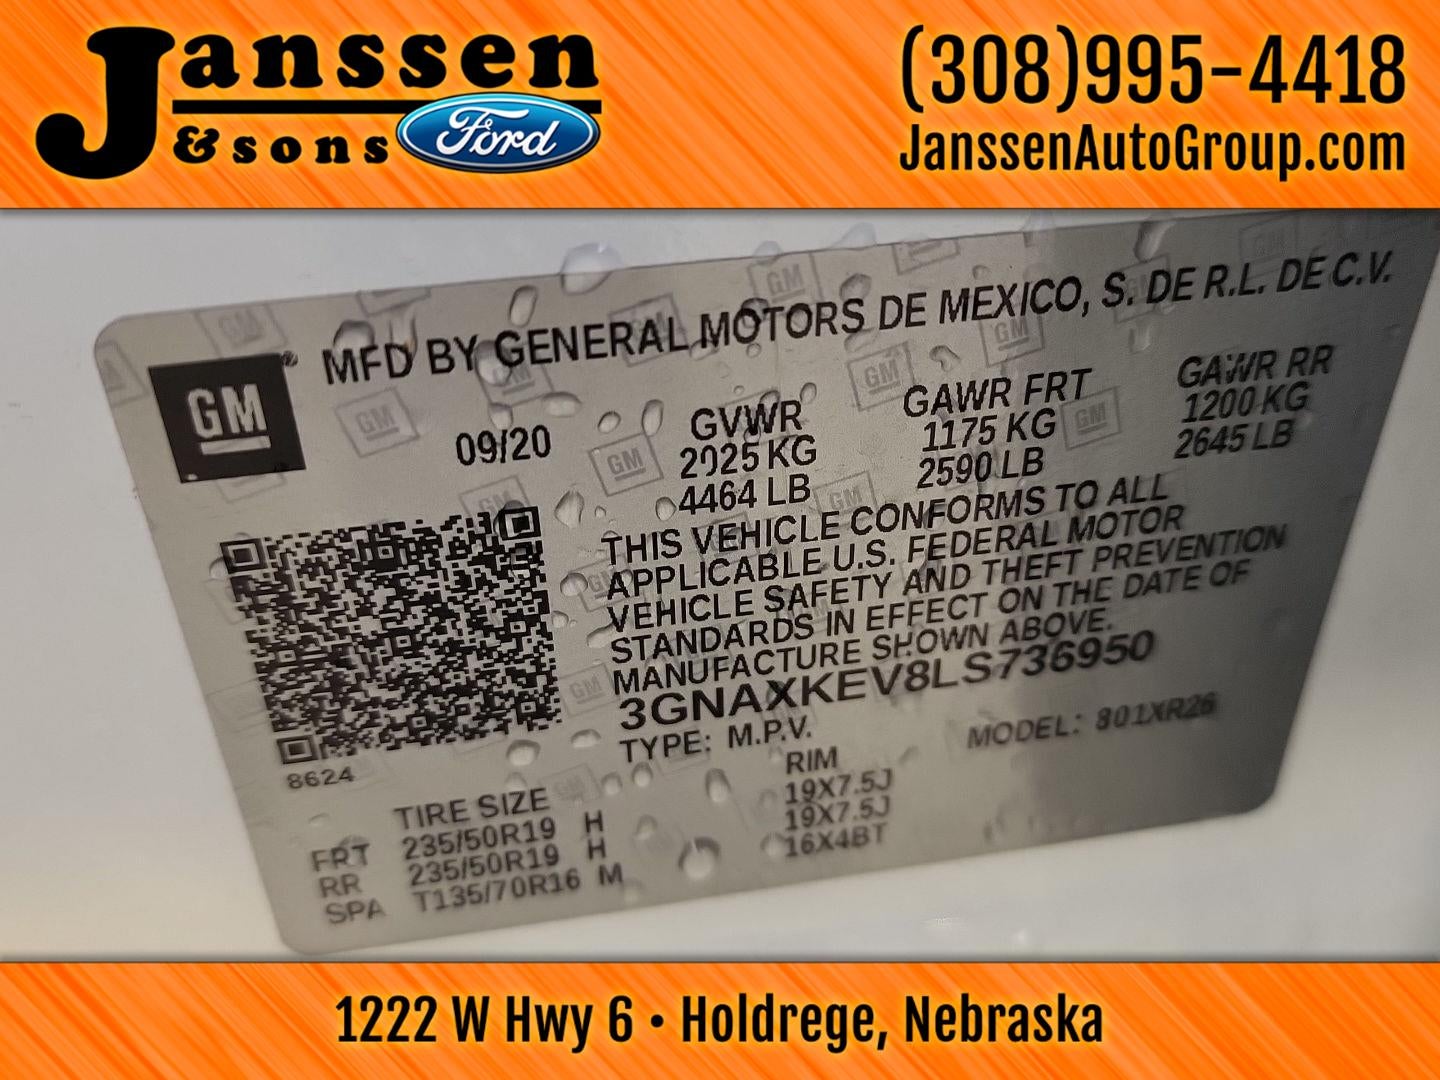 Janssen
& sons
Ford
(308)995-4418
JanssenAutoGroup.com
GM
® MFD BY GENERAL MOTORS DE MEXICO, S. DE R.L. DE C.V.
09/20
GVWR
2025 KG
4464 LB
GAWR FRT
1175 KG
2590 LB
GAWR RR
1200 KG
2645 LB
THIS VEHICLE CONFORMS TO ALL
APPLICABLE U.S. FEDERAL MOTOR
VEHICLE SAFETY AND THEFT PREVENTION
STANDARDS IN EFFECT ON THE DATE OF
MANUFACTURE SHOWN ABOVE.
3GNAXKEV8LS736950
TYPE: M.P.V.
MODEL: 801XR26
8624
TIRE SIZE RIM
FRT 235/50R19 H 19X7.5J
RR 235/50R19 H 19X7.5J
SPA T135/70R16 M 16X4BT
1222 W Hwy 6 • Holdrege, Nebraska